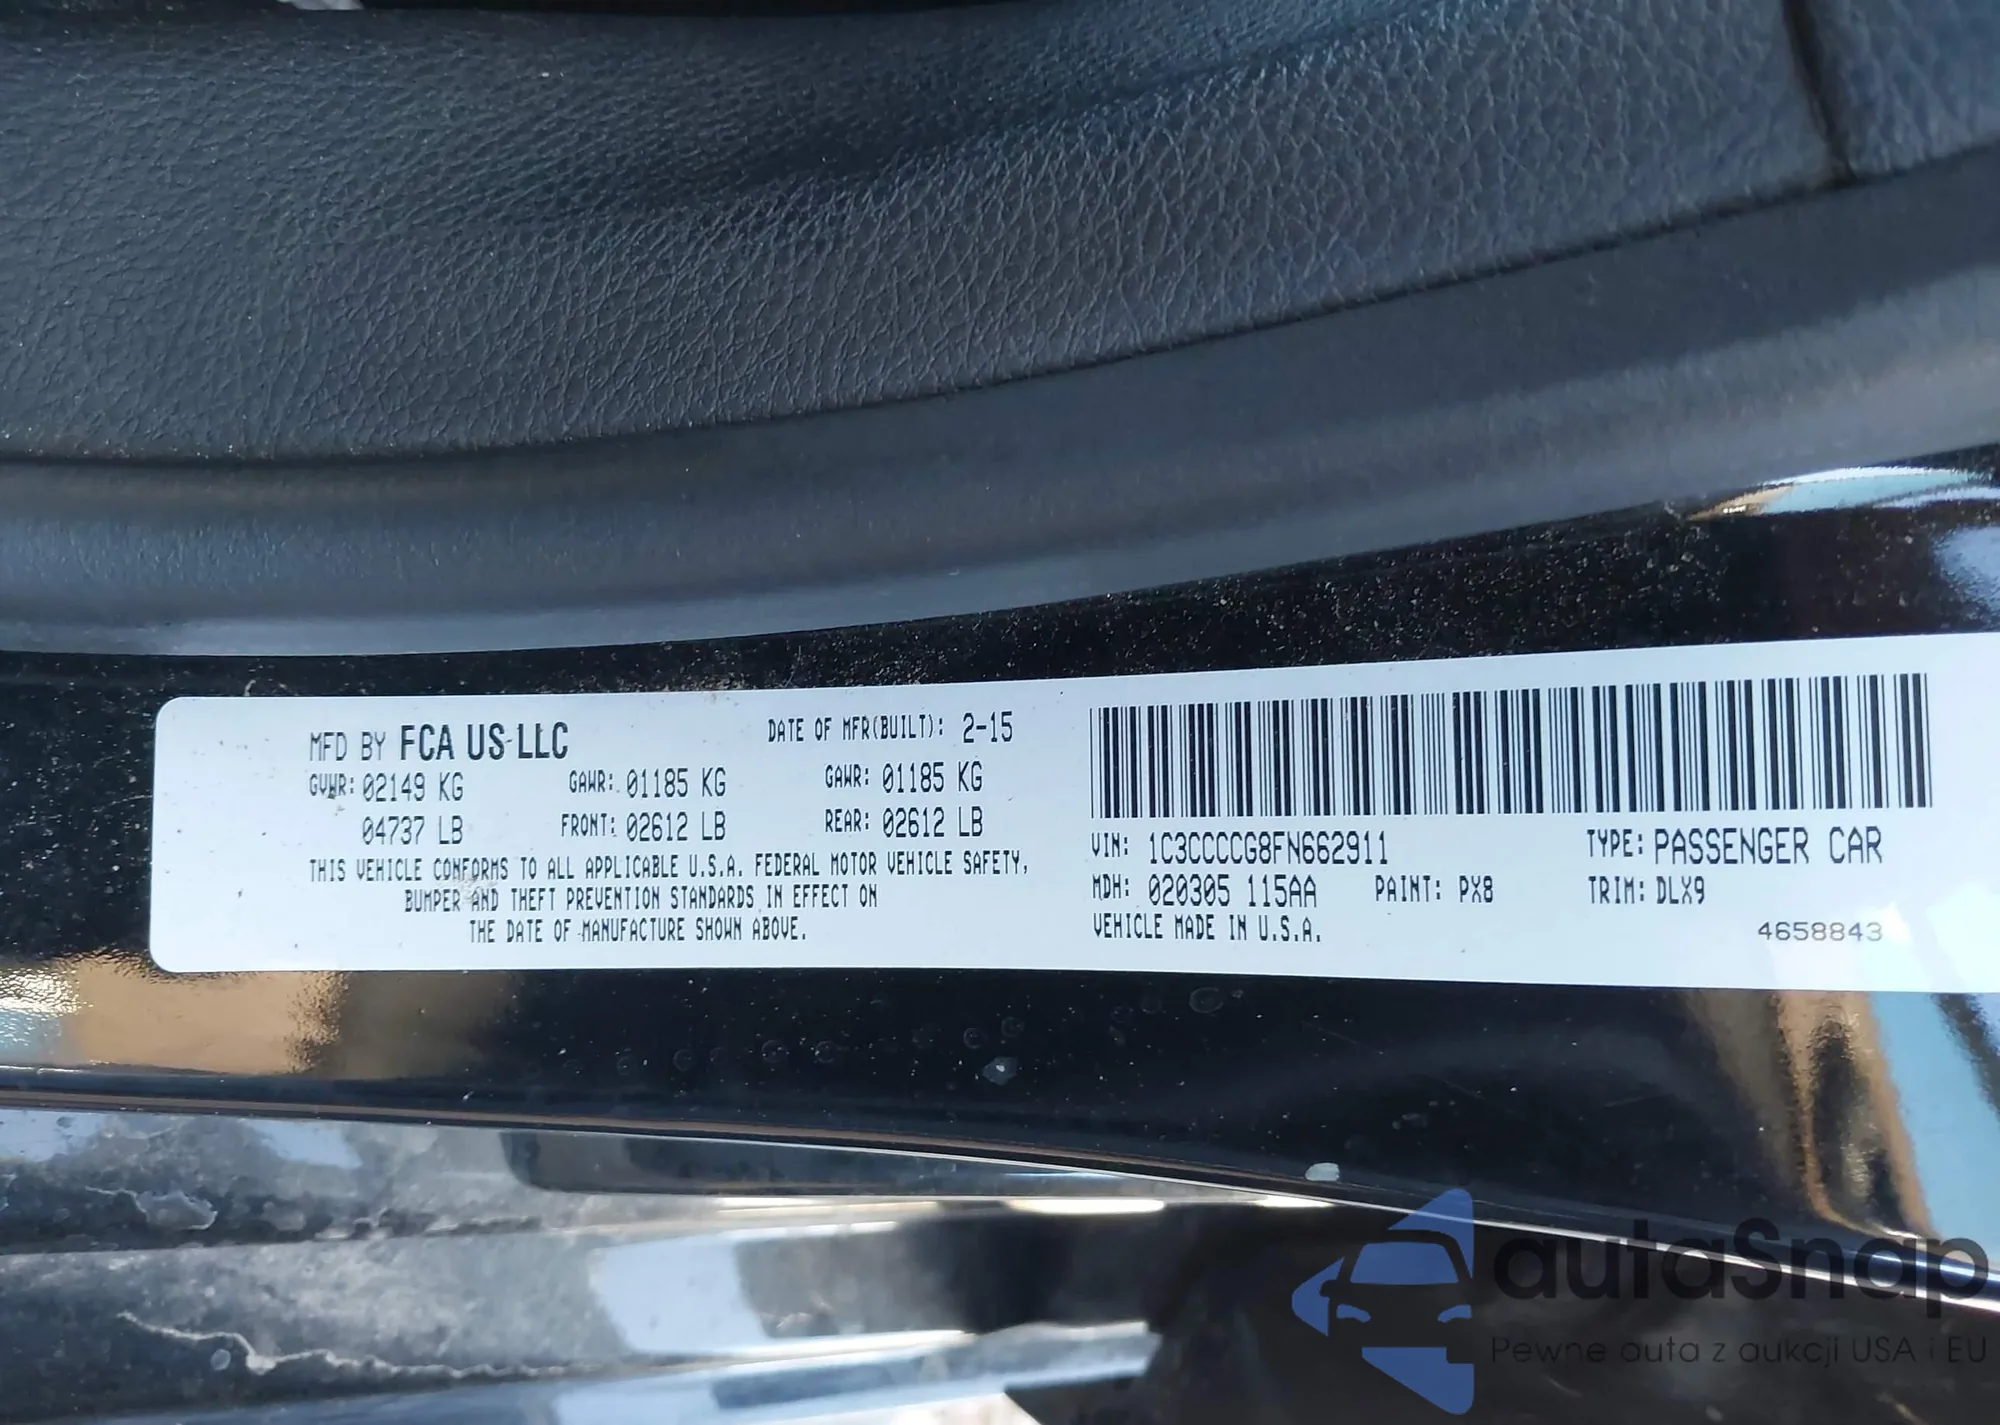 MFD BY FCA US LLC DATE OF MFR(BUILT): 2-15
GVWR: 02149 KG GAWR: 01185 KG GAWR: 01185 KG
04737 LB FRONT: 02612 LB REAR: 02612 LB
THIS VEHICLE CONFORMS TO ALL APPLICABLE U.S.A. FEDERAL MOTOR VEHICLE SAFETY,
BUMPER AND THEFT PREVENTION STANDARDS IN EFFECT ON
THE DATE OF MANUFACTURE SHOWN ABOVE.
VIN: 1C3CCCCG8FN662911 TYPE: PASSENGER CAR
MDH: 020305 115AA PAINT: PX8 TRIM: DLX9
VEHICLE MADE IN U.S.A.
4658843
autaSnap
Pewne auta z aukcji USA i EU